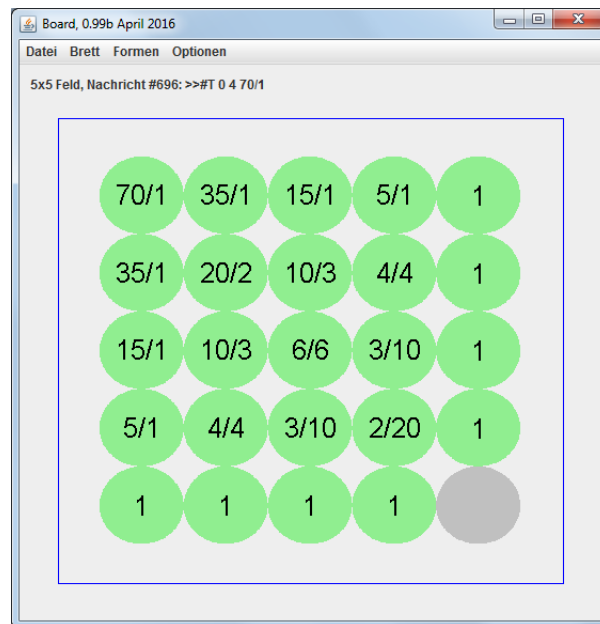 Board, 0.99b April 2016
Datei Brett Formen Optionen
5x5 Feld, Nachricht #696: >>#T 0 4 70/1
70/1 35/1 15/1 5/1 1
35/1 20/2 10/3 4/4 1
15/1 10/3 6/6 3/10 1
5/1 4/4 3/10 2/20 1
1 1 1 1